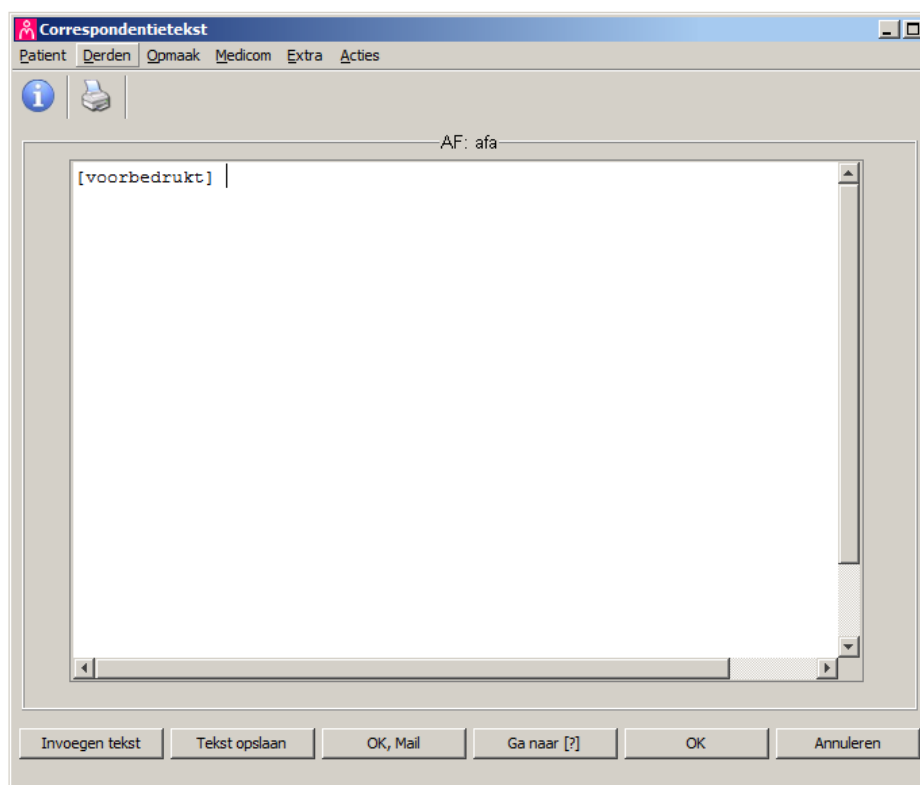 Correspondentietekst
Patient Derden Opmaak Medicom Extra Acties
AF: afa
[voorbedrukt]
Invoegen tekst Tekst opslaan OK, Mail Ga naar [?] OK Annuleren